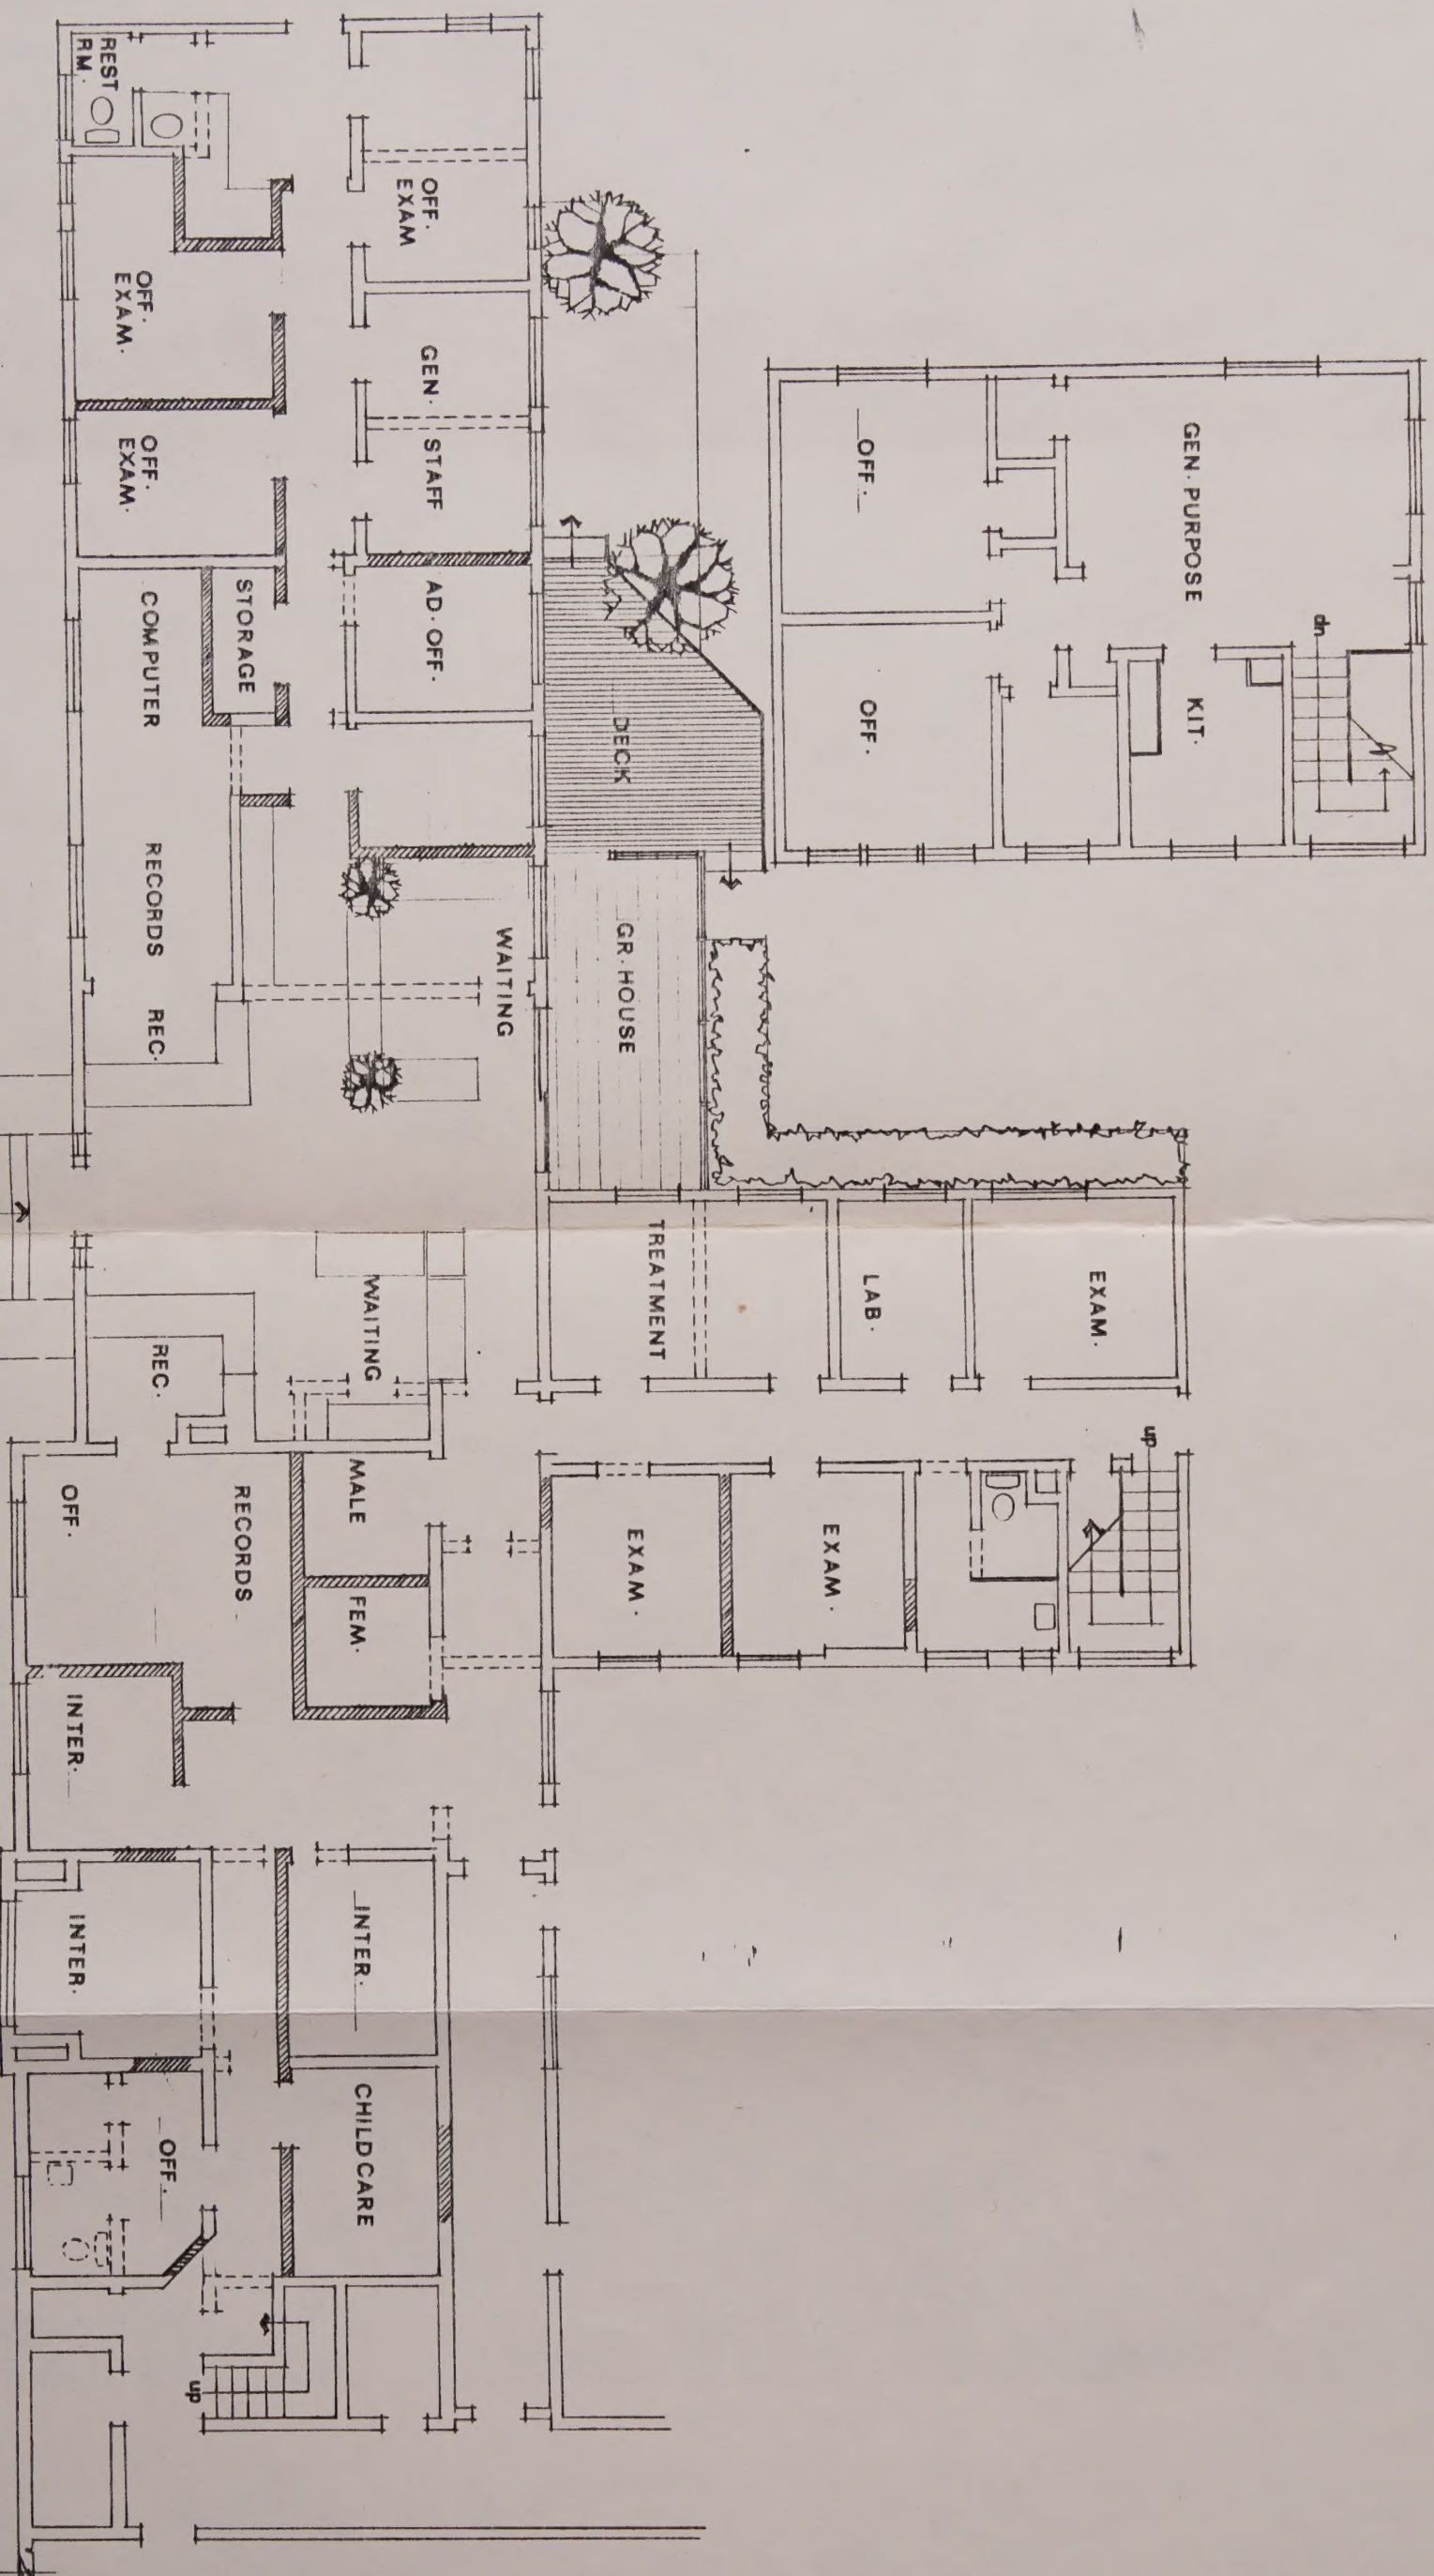 REST
RM.
OFF.
EXAM
GEN. STAFF
AD. OFF.
OFF.
EXAM.
OFF.
EXAM.
STORAGE
COMPUTER
RECORDS
REC.
DECK
GR. HOUSE
WAITING
OFF.
OFF.
GEN. PURPOSE
KIT.
dn
TREATMENT
LAB.
EXAM.
WAITING
REC.
MALE
FEM.
RECORDS
OFF.
EXAM.
EXAM.
up
INTER.
INTER.
INTER.
CHILDCARE
OFF.
up